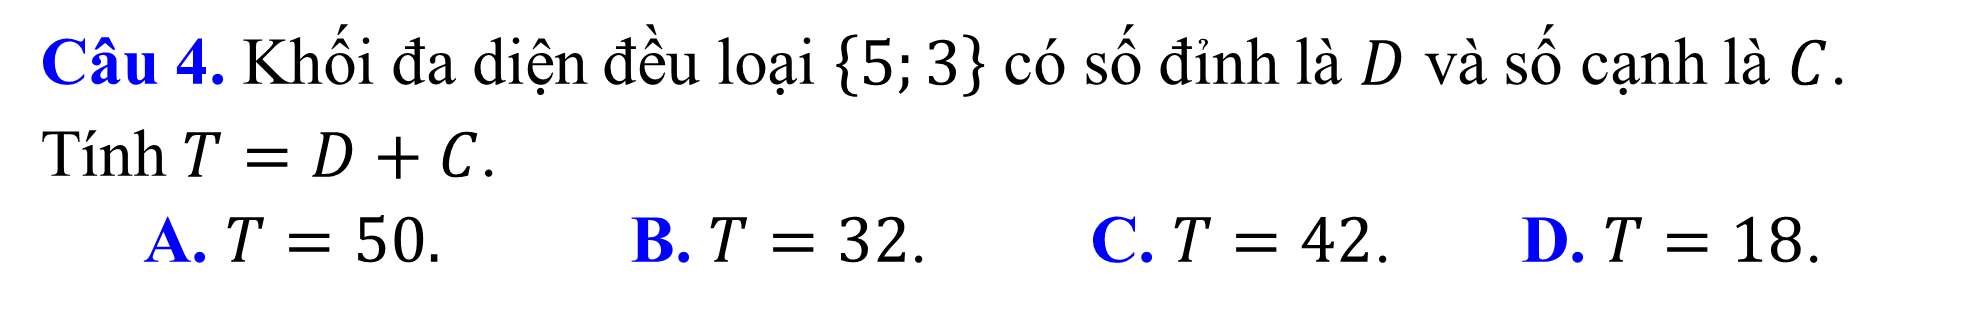 Câu 4. Khối đa diện đều loại {5; 3} có số đỉnh là D và số cạnh là C.
Tính T = D + C.
A. T = 50. B. T = 32. C. T = 42. D. T = 18.